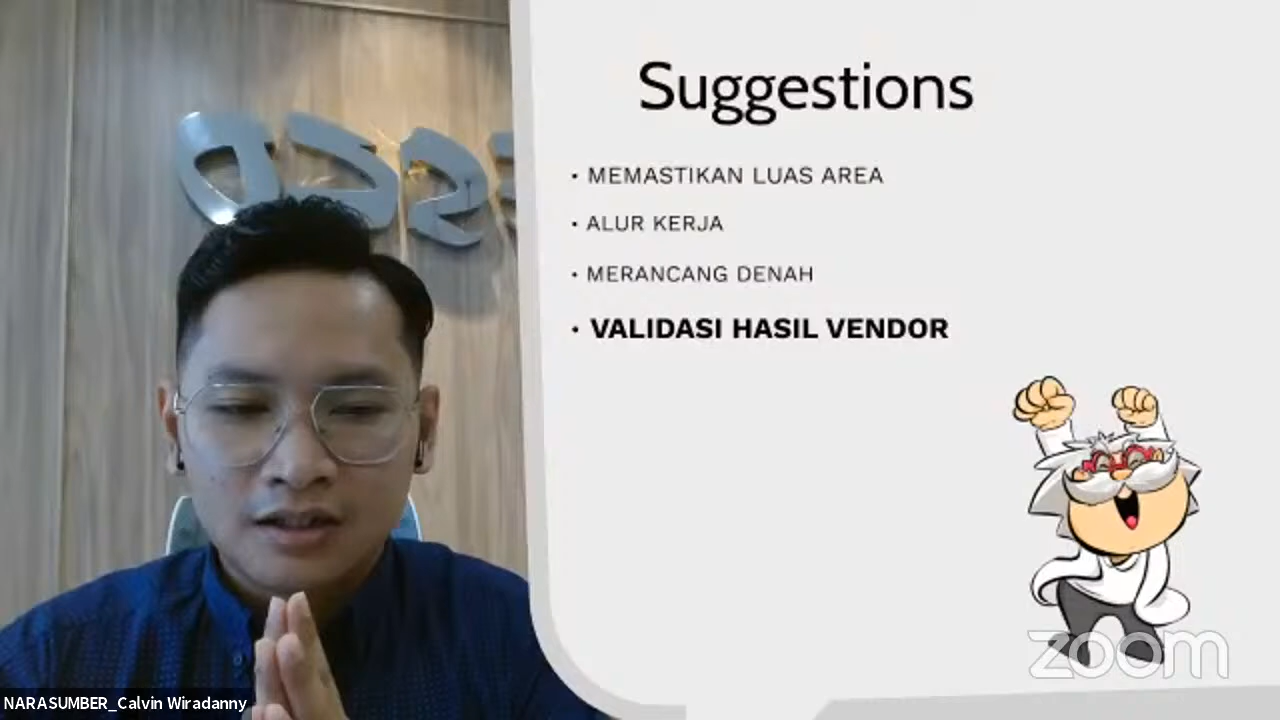 Suggestions
• MEMASTIKAN LUAS AREA
• ALUR KERJA
• MERANCANG DENAH
• VALIDASI HASIL VENDOR
zoom
NARASUMBER_Calvin Wiradanny